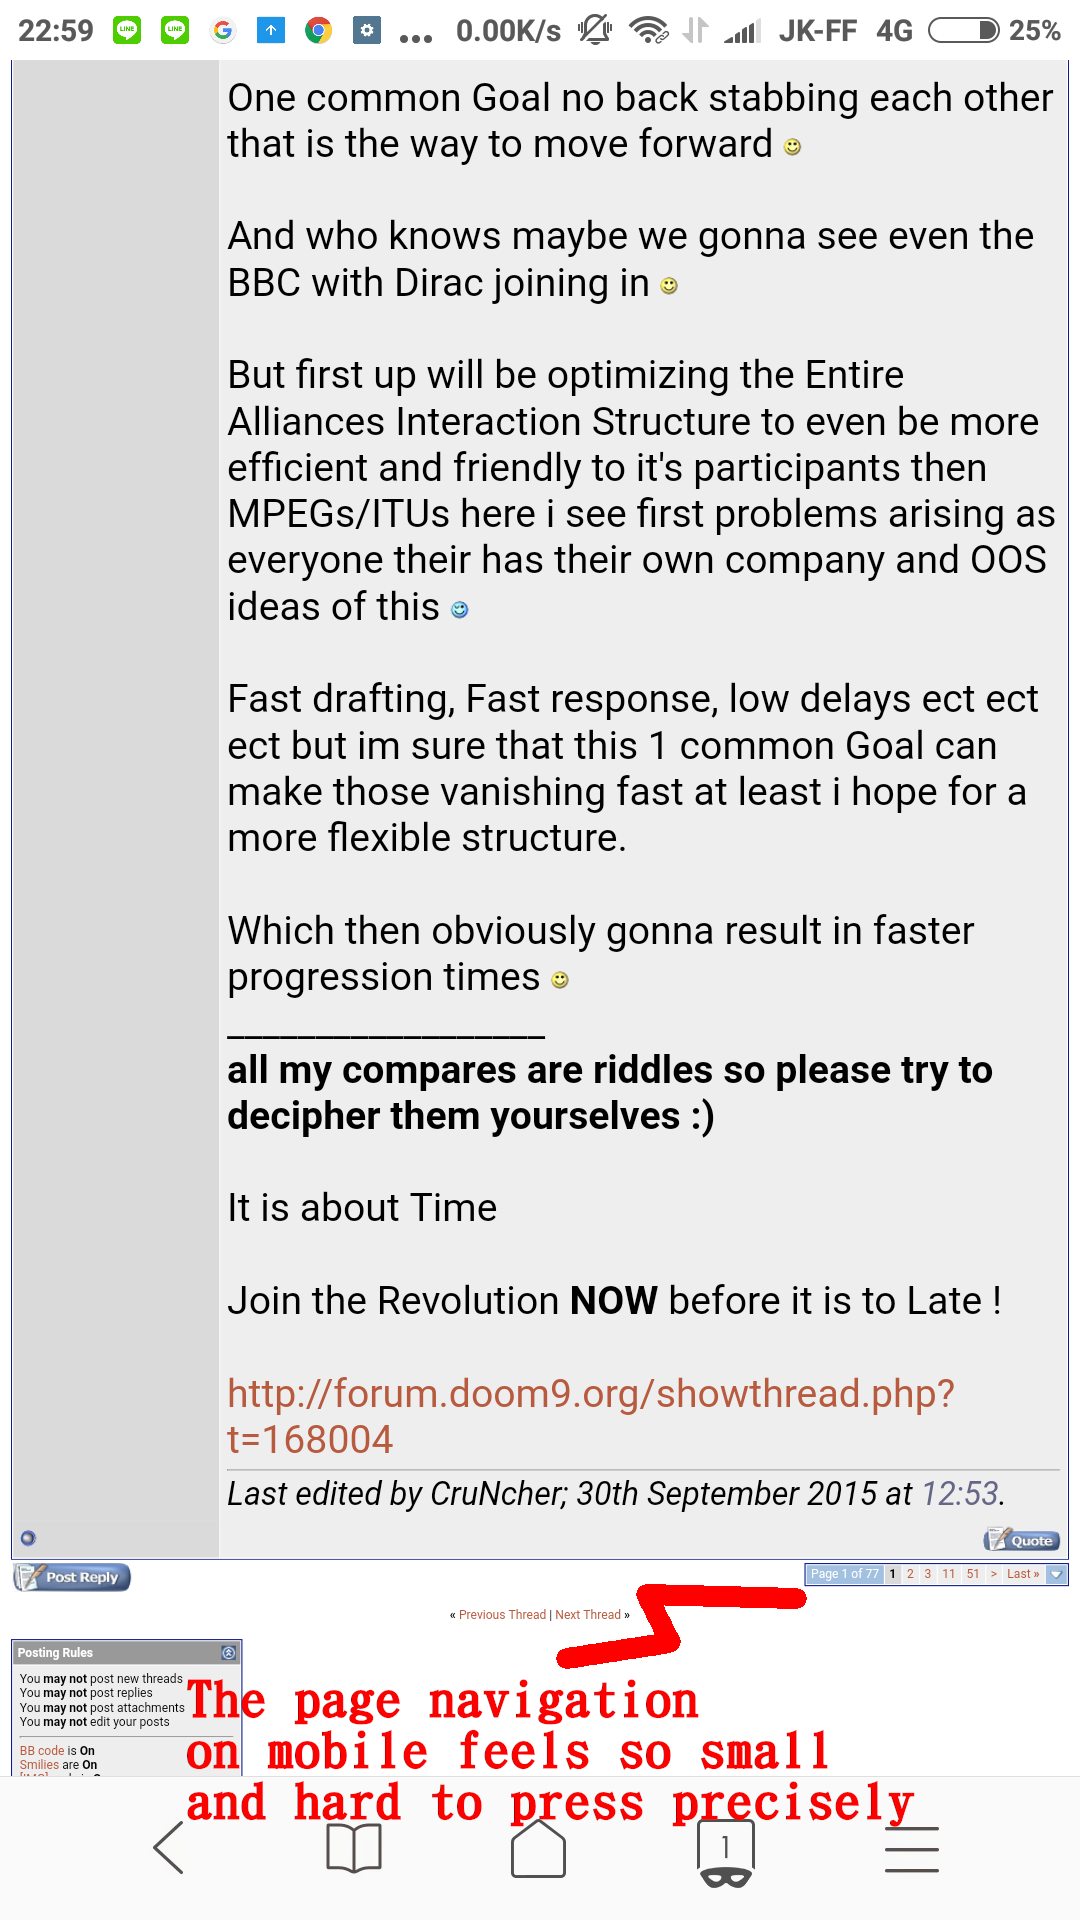 22:59 LINE LINE G ... 0.00K/s JK-FF 4G 25%
One common Goal no back stabbing each other
that is the way to move forward
And who knows maybe we gonna see even the
BBC with Dirac joining in
But first up will be optimizing the Entire
Alliances Interaction Structure to even be more
efficient and friendly to it's participants then
MPEGs/ITUs here i see first problems arising as
everyone their has their own company and OOS
ideas of this
Fast drafting, Fast response, low delays ect ect
ect but im sure that this 1 common Goal can
make those vanishing fast at least i hope for a
more flexible structure.
Which then obviously gonna result in faster
progression times
__________________
all my compares are riddles so please try to
decipher them yourselves :)
It is about Time
Join the Revolution NOW before it is to Late !
http://forum.doom9.org/showthread.php?
t=168004
Last edited by CruNcher; 30th September 2015 at 12:53.
Quote
Post Reply
Page 1 of 77 1 2 3 11 51 > Last »
« Previous Thread | Next Thread »
Posting Rules
You may not post new threads
You may not post replies
You may not post attachments
You may not edit your posts
BB code is On
Smilies are On
The page navigation
on mobile feels so small
and hard to press precisely
1